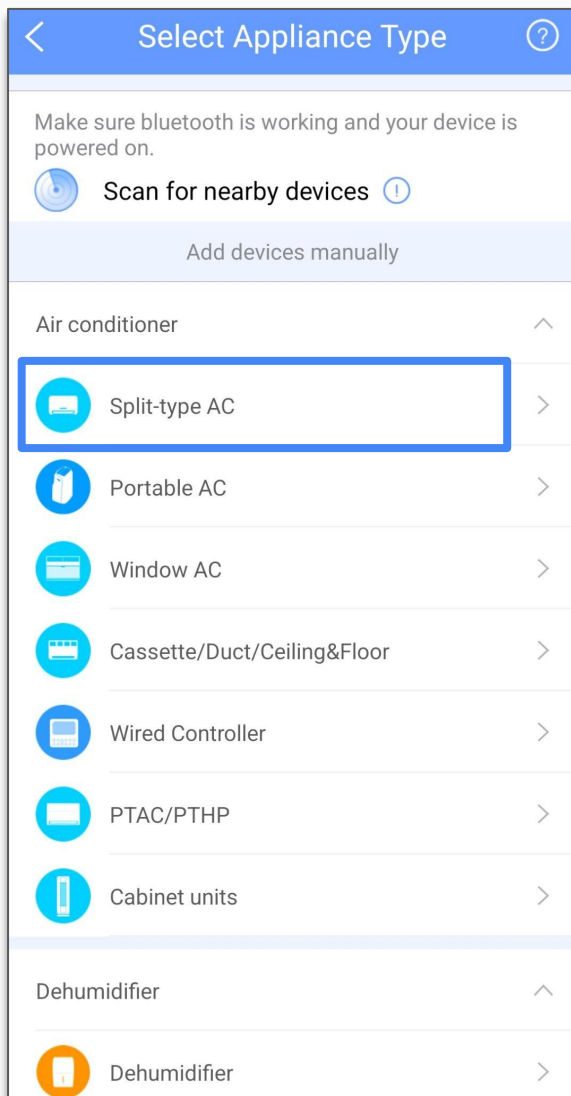 Select Appliance Type
Make sure bluetooth is working and your device is
powered on.
Scan for nearby devices
Add devices manually
Air conditioner
Split-type AC
Portable AC
Window AC
Cassette/Duct/Ceiling&Floor
Wired Controller
PTAC/PTHP
Cabinet units
Dehumidifier
Dehumidifier